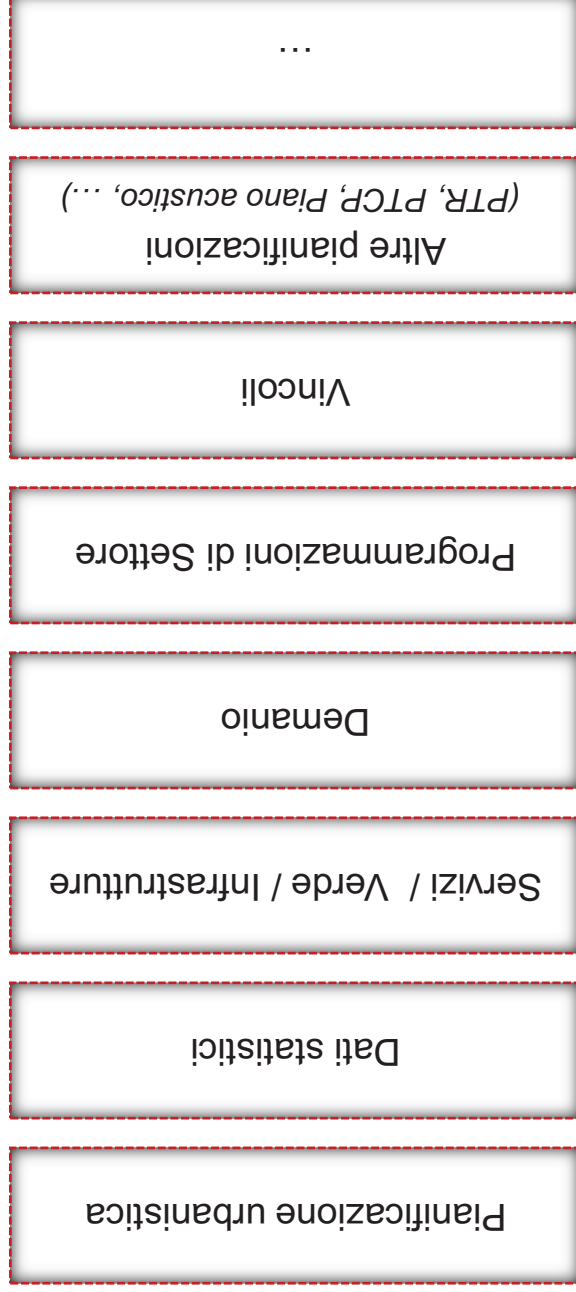 Pianificazione urbanistica
Dati statistici
Servizi / Verde / Infrastrutture
Demanio
Programmazioni di Settore
Vincoli
Altre pianificazioni
(PTR, PTCP, Piano acustico, …)
…